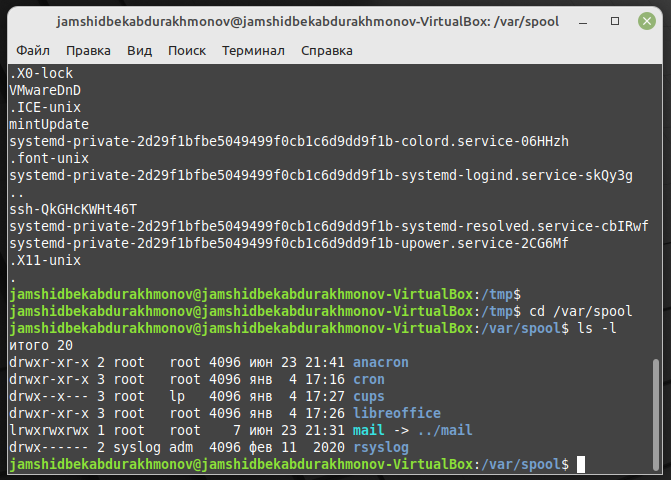 jamshidbekabdurakhmonov@jamshidbekabdurakhmonov-VirtualBox: /var/spool
Файл Правка Вид Поиск Терминал Справка
.X0-lock
VMwareDnD
.ICE-unix
mintUpdate
systemd-private-2d29f1bfbe5049499f0cb1c6d9dd9f1b-colord.service-06HHzh
.font-unix
systemd-private-2d29f1bfbe5049499f0cb1c6d9dd9f1b-systemd-logind.service-skQy3g
..
ssh-QkGHcKWHt46T
systemd-private-2d29f1bfbe5049499f0cb1c6d9dd9f1b-systemd-resolved.service-cbIRwf
systemd-private-2d29f1bfbe5049499f0cb1c6d9dd9f1b-upower.service-2CG6Mf
.X11-unix
.
jamshidbekabdurakhmonov@jamshidbekabdurakhmonov-VirtualBox:/tmp$
jamshidbekabdurakhmonov@jamshidbekabdurakhmonov-VirtualBox:/tmp$ cd /var/spool
jamshidbekabdurakhmonov@jamshidbekabdurakhmonov-VirtualBox:/var/spool$ ls -l
итого 20
drwxr-xr-x 2 root   root 4096 июн 23 21:41 anacron
drwxr-xr-x 3 root   root 4096 янв  4 17:16 cron
drwx--x--- 3 root   lp   4096 янв  4 17:27 cups
drwxr-xr-x 3 root   root 4096 янв  4 17:26 libreoffice
lrwxrwxrwx 1 root   root    7 июн 23 21:31 mail -> ../mail
drwx------ 2 syslog adm  4096 фев 11  2020 rsyslog
jamshidbekabdurakhmonov@jamshidbekabdurakhmonov-VirtualBox:/var/spool$